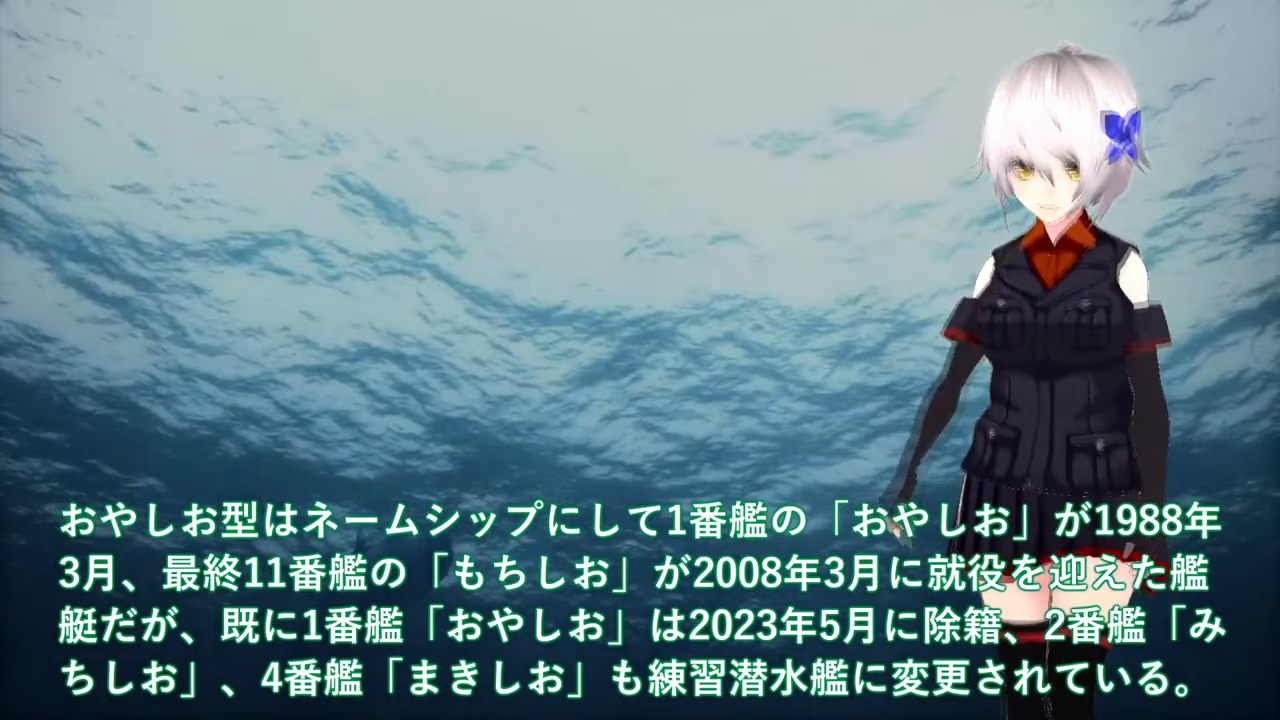 おやしお型はネームシップにして1番艦の「おやしお」が1988年
3月、最終11番艦の「もちしお」が2008年3月に就役を迎えた艦
艇だが、既に1番艦「おやしお」は2023年5月に除籍、2番艦「み
ちしお」、4番艦「まきしお」も練習潜水艦に変更されている。